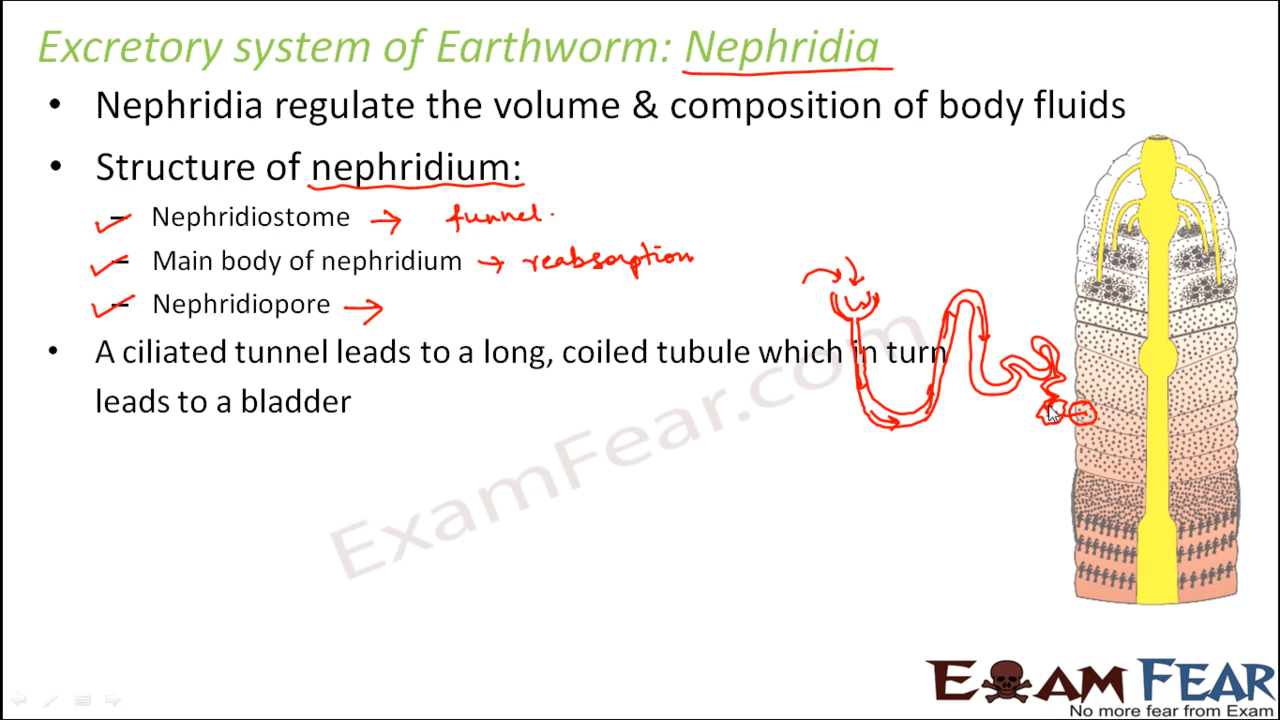 Excretory system of Earthworm: Nephridia
• Nephridia regulate the volume & composition of body fluids
• Structure of nephridium:
– Nephridiostome → funnel.
– Main body of nephridium → reabsorption
– Nephridiopore →
• A ciliated tunnel leads to a long, coiled tubule which in turn
leads to a bladder
ExamFear.com
EXAM FEAR
No more fear from Exam